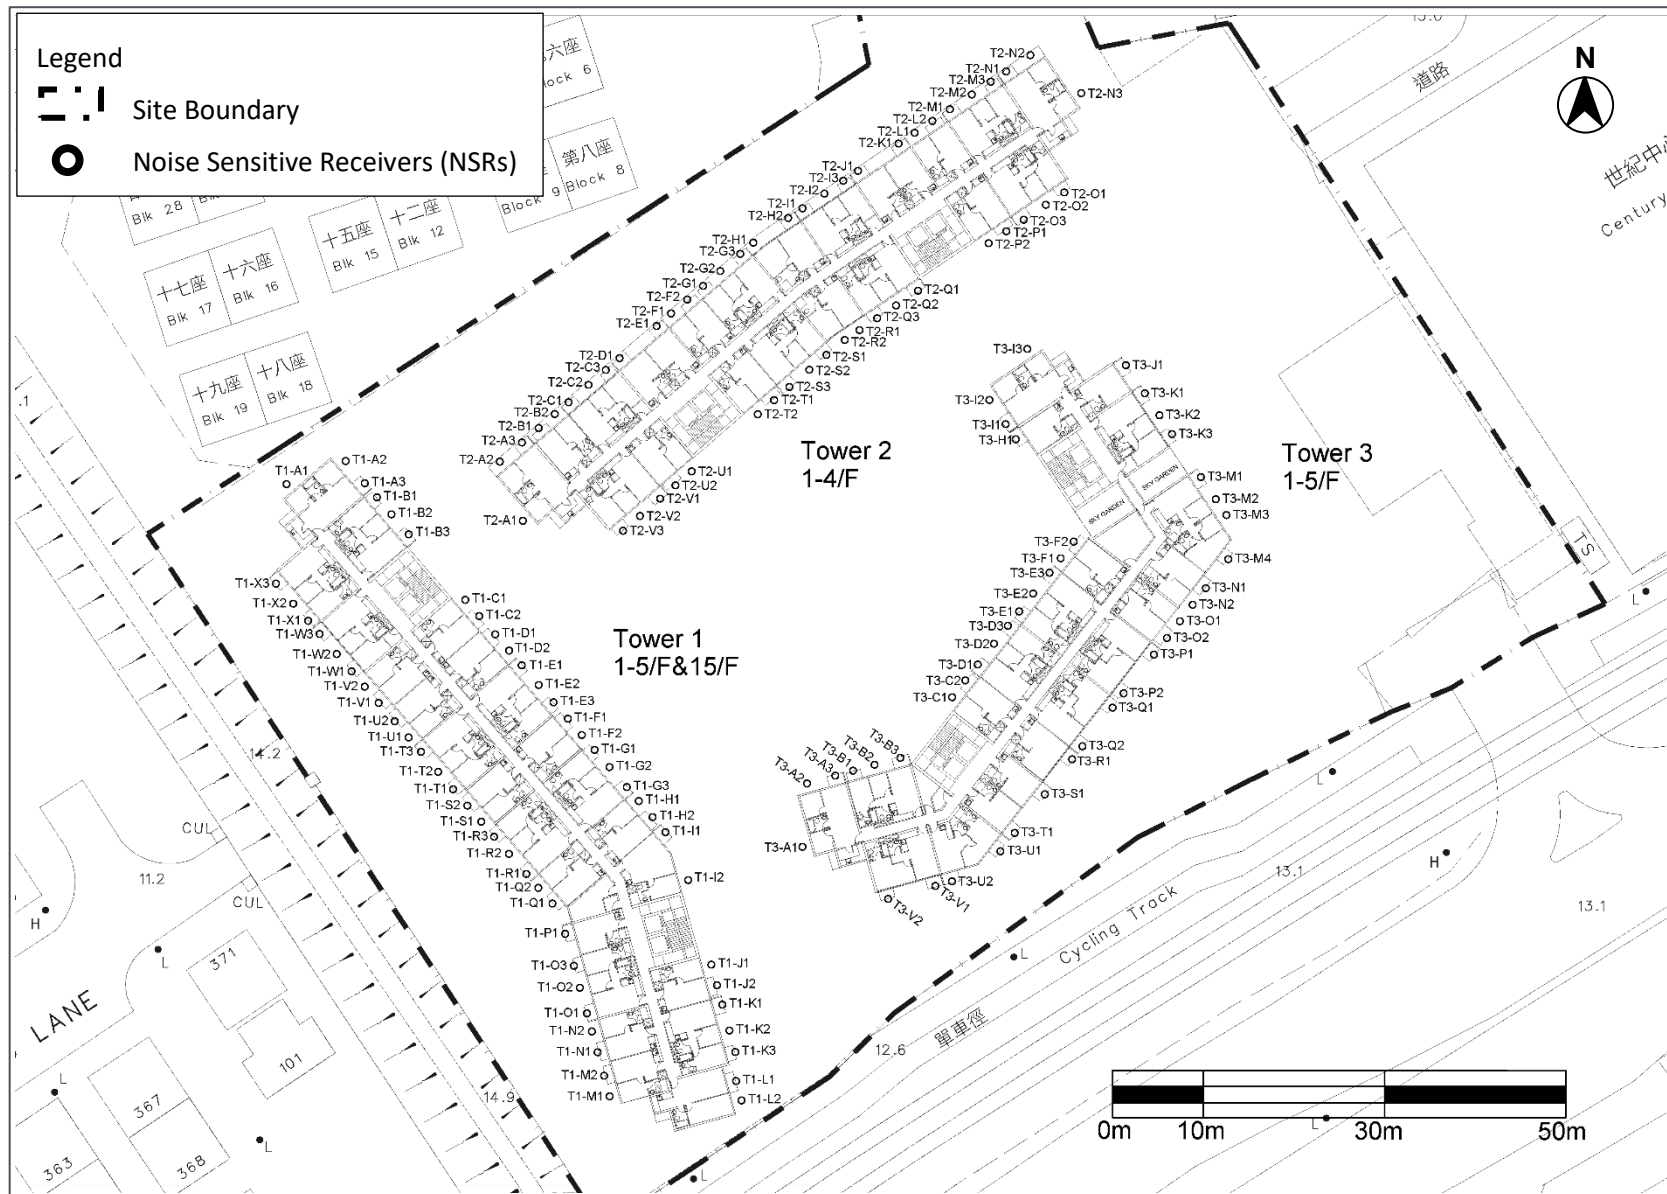 Legend
Site Boundary
Noise Sensitive Receivers (NSRs)
N
六座
Block 6
第八座
Block 8
Block 9
Blk 28
十五座
Blk 15
十二座
Blk 12
十七座
Blk 17
十六座
Blk 16
十九座
Blk 19
十八座
Blk 18
道路
世紀中心
Century
T2-N2
T2-N1
T2-M3
T2-M2
T2-M1
T2-L2
T2-L1
T2-K1
T2-J1
T2-I3
T2-I2
T2-I1
T2-H2
T2-H1
T2-G3
T2-G2
T2-G1
T2-F2
T2-F1
T2-E1
T2-D1
T2-C3
T2-C2
T2-C1
T2-B2
T2-B1
T2-A3
T2-A2
T2-A1
T2-N3
T2-O1
T2-O2
T2-O3
T2-P1
T2-P2
T2-Q1
T2-Q2
T2-Q3
T2-R1
T2-R2
T2-S1
T2-S2
T2-S3
T2-T1
T2-T2
T2-U1
T2-U2
T2-V1
T2-V2
T2-V3
Tower 2
1-4/F
T3-I3
T3-I2
T3-I1
T3-H1
T3-J1
T3-K1
T3-K2
T3-K3
SKY GARDEN
SKY GARDEN
T3-M1
T3-M2
T3-M3
T3-M4
Tower 3
1-5/F
TS
T3-F2
T3-F1
T3-E3
T3-E2
T3-E1
T3-D3
T3-D2
T3-D1
T3-C2
T3-C1
T3-N1
T3-N2
T3-O1
T3-O2
T3-P1
T3-P2
T3-Q1
T3-Q2
T3-R1
T3-S1
T3-T1
T3-U1
T3-U2
T3-V1
T3-V2
T3-B3
T3-B2
T3-B1
T3-A3
T3-A2
T3-A1
T1-A1
T1-A2
T1-A3
T1-B1
T1-B2
T1-B3
T1-C1
T1-C2
T1-D1
T1-D2
T1-E1
T1-E2
T1-E3
T1-F1
T1-F2
T1-G1
T1-G2
T1-G3
T1-H1
T1-H2
T1-I1
T1-I2
T1-J1
T1-J2
T1-K1
T1-K2
T1-K3
T1-L1
T1-L2
Tower 1
1-5/F&15/F
T1-X3
T1-X2
T1-X1
T1-W3
T1-W2
T1-W1
T1-V2
T1-V1
T1-U2
T1-U1
T1-T3
T1-T2
T1-T1
T1-S2
T1-S1
T1-R3
T1-R2
T1-R1
T1-Q2
T1-Q1
T1-P1
T1-O3
T1-O2
T1-O1
T1-N2
T1-N1
T1-M2
T1-M1
14.2
CUL
11.2
CUL
H
L
371
LANE
101
L
367
14.9
363
368
L
L
L
H
L
L
13.1
13.1
Cycling Track
單車徑
12.6
L
0m
10m
30m
50m